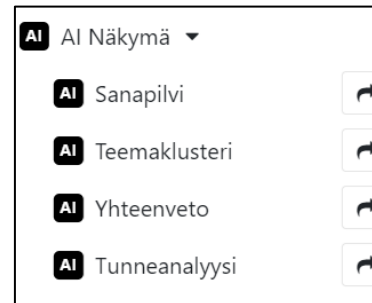 AI AI Näkymä
AI Sanapilvi
AI Teemaklusteri
AI Yhteenveto
AI Tunneanalyysi